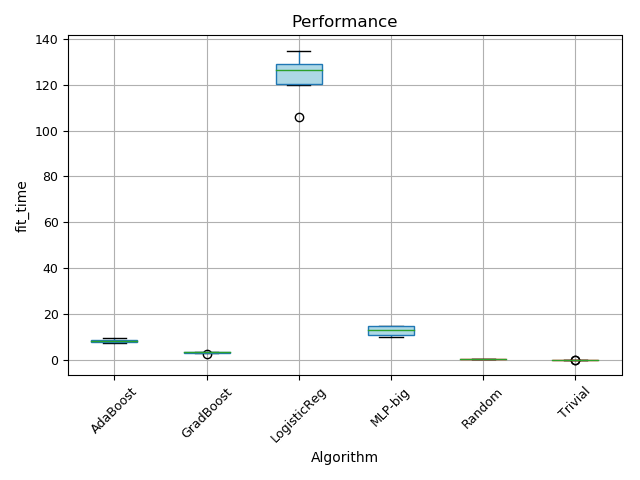 Performance
140
120
100
80
60
40
20
0
fit_time
AdaBoost
GradBoost
LogisticReg
MLP-big
Random
Trivial
Algorithm